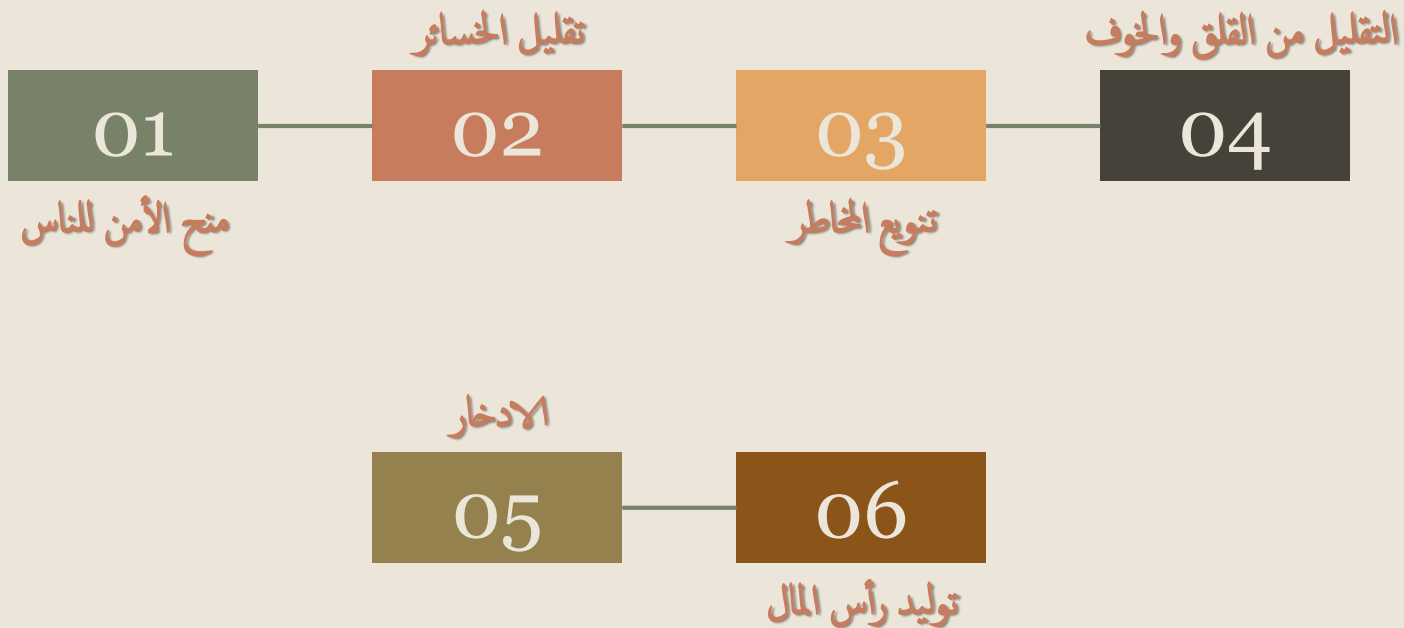 01
منح الأمن للناس
02
تقليل الخسائر
03
تنويع المخاطر
04
التقليل من القلق والخوف
05
الادخار
06
توليد رأس المال